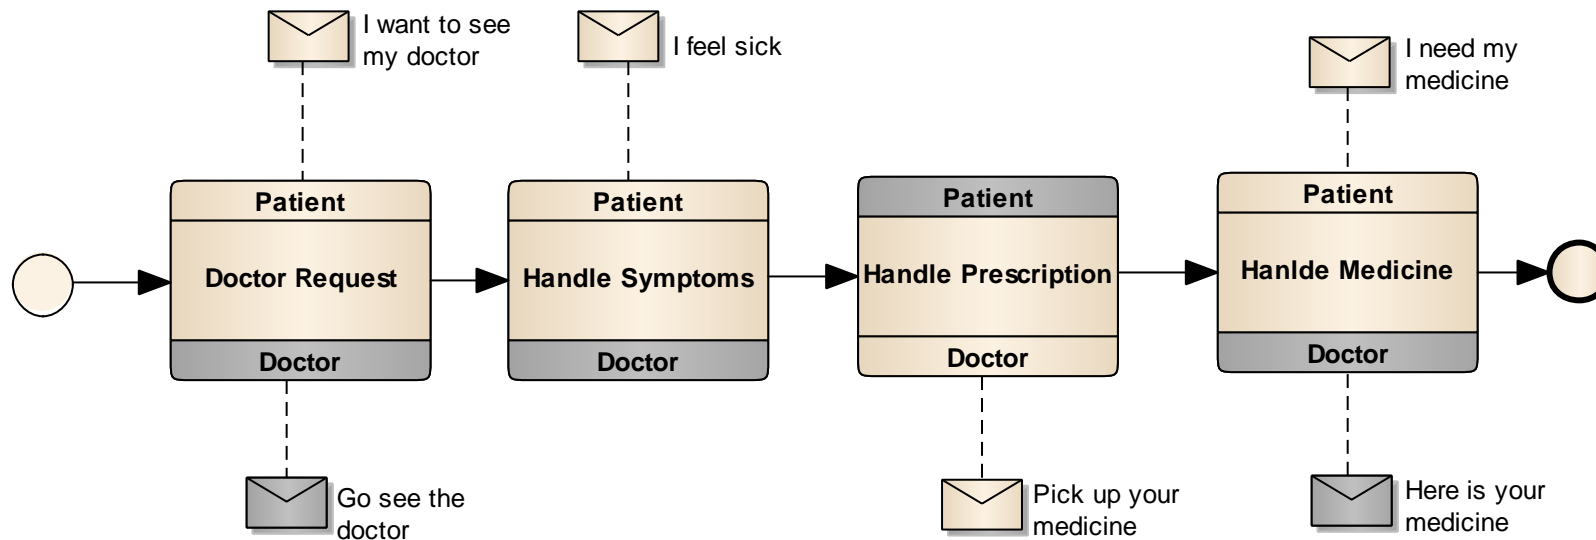 I want to see
my doctor
I feel sick
I need my
medicine
Patient
Doctor Request
Doctor
Patient
Handle Symptoms
Doctor
Patient
Handle Prescription
Doctor
Patient
Hanlde Medicine
Doctor
Go see the
doctor
Pick up your
medicine
Here is your
medicine